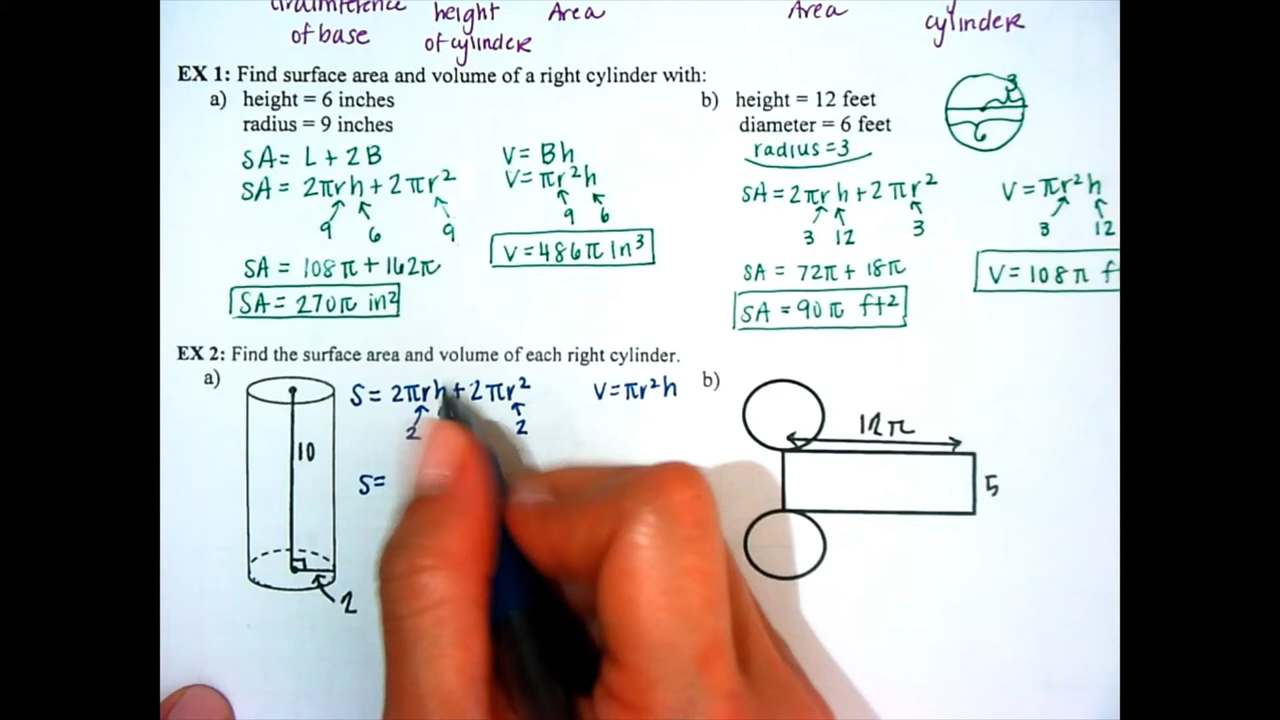 circumference height Area
of base of cylinder
Area cylinder
EX 1: Find surface area and volume of a right cylinder with:
a) height = 6 inches
radius = 9 inches
SA = L + 2B
SA = 2πrh + 2πr²
9 6 9
SA = 108π + 162π
SA = 270π in²
V = Bh
V = πr²h
9 6
V = 486π in³
b) height = 12 feet
diameter = 6 feet
radius = 3
3
6
SA = 2πrh + 2πr²
3 12 3
SA = 72π + 18π
SA = 90π ft²
V = πr²h
3 12
V = 108π f
EX 2: Find the surface area and volume of each right cylinder.
a)
10
2
S = 2πrh + 2πr²
2 2
S =
V = πr²h
b)
12π
5